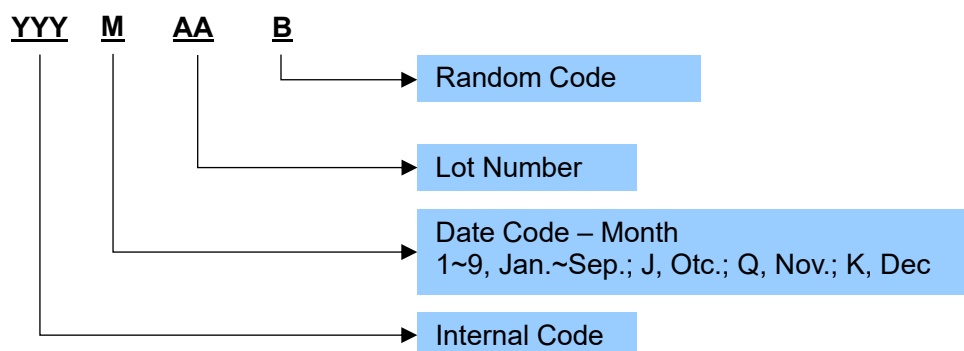 YYY M AA B
Random Code
Lot Number
Date Code – Month
1~9, Jan.~Sep.; J, Otc.; Q, Nov.; K, Dec
Internal Code